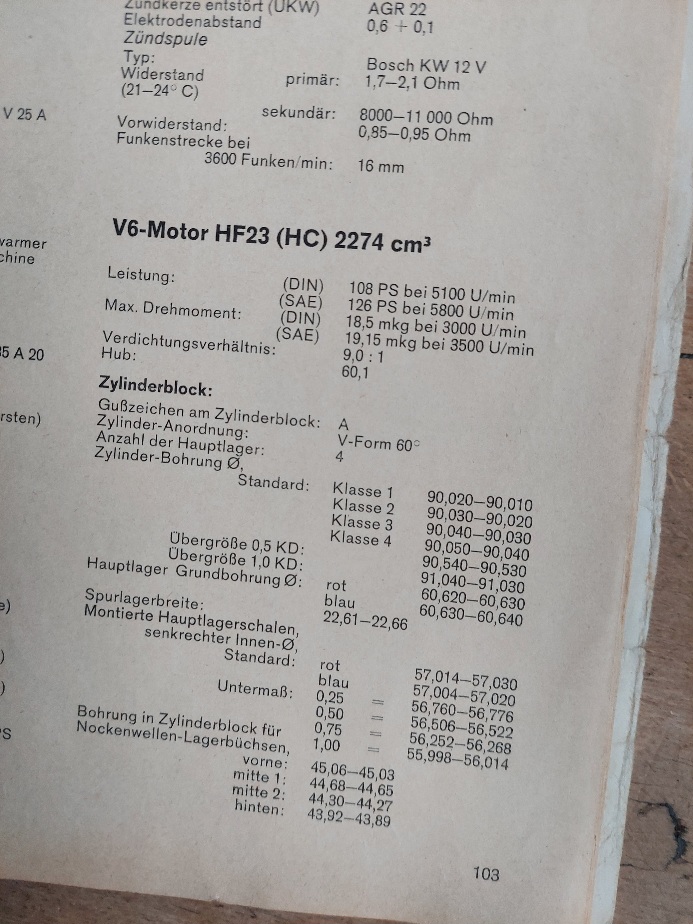 Zündkerze entstört (UKW) AGR 22
Elektrodenabstand 0,6 + 0,1
Zündspule
Typ: Bosch KW 12 V
Widerstand primär: 1,7—2,1 Ohm
(21—24° C)
sekundär: 8000—11 000 Ohm
V 25 A
Vorwiderstand: 0,85—0,95 Ohm
Funkenstrecke bei
3600 Funken/min: 16 mm
V6-Motor HF23 (HC) 2274 cm³
warmer
chine
Leistung: (DIN) 108 PS bei 5100 U/min
(SAE) 126 PS bei 5800 U/min
Max. Drehmoment: (DIN) 18,5 mkg bei 3000 U/min
(SAE) 19,15 mkg bei 3500 U/min
Verdichtungsverhältnis: 9,0 : 1
Hub: 60,1
35 A 20
Zylinderblock:
Gußzeichen am Zylinderblock: A
rsten)
Zylinder-Anordnung: V-Form 60°
Anzahl der Hauptlager: 4
Zylinder-Bohrung Ø,
Standard: Klasse 1 90,020—90,010
Klasse 2 90,030—90,020
Klasse 3 90,040—90,030
Klasse 4 90,050—90,040
Übergröße 0,5 KD: 90,540—90,530
Übergröße 1,0 KD: 91,040—91,030
Hauptlager Grundbohrung Ø: rot 60,620—60,630
blau 60,630—60,640
Spurlagerbreite: 22,61—22,66
e)
Montierte Hauptlagerschalen,
senkrechter Innen-Ø,
Standard: rot 57,014—57,030
blau 57,004—57,020
)
Untermaß: 0,25 = 56,760—56,776
0,50 = 56,506—56,522
)
0,75 = 56,252—56,268
1,00 = 55,998—56,014
Bohrung in Zylinderblock für
Nockenwellen-Lagerbüchsen,
PS
vorne: 45,06—45,03
mitte 1: 44,68—44,65
mitte 2: 44,30—44,27
hinten: 43,92—43,89
103